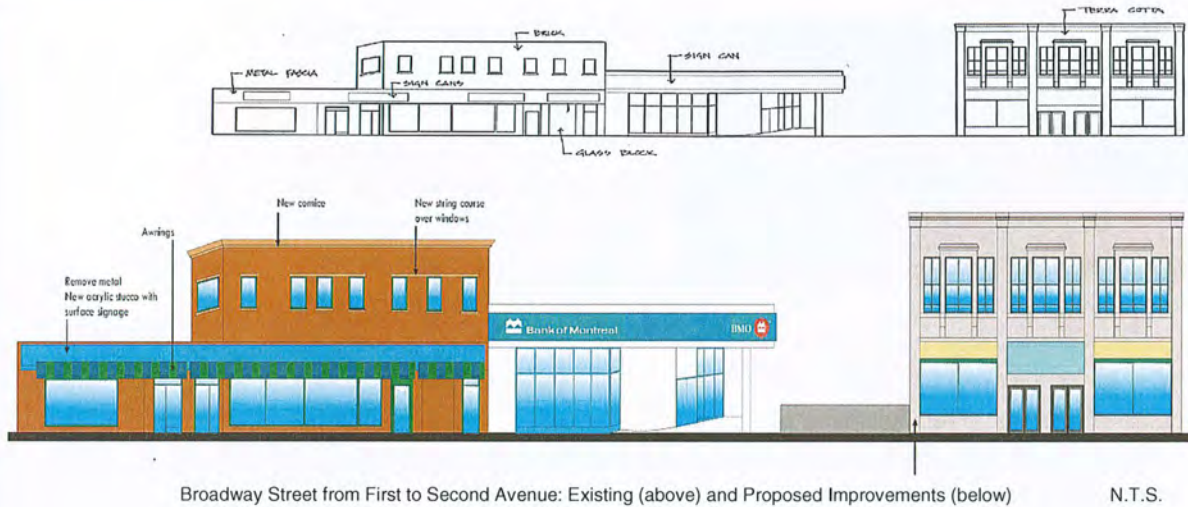 TERRA COTTA
BRICK
SIGN CAN
METAL FASCIA
SIGN CANS
GLASS BLOCK
New cornice
New string course
over windows
Awnings
Remove metal
New acrylic stucco with
surface signage
Bank of Montreal
BMO
Broadway Street from First to Second Avenue: Existing (above) and Proposed Improvements (below)
N.T.S.